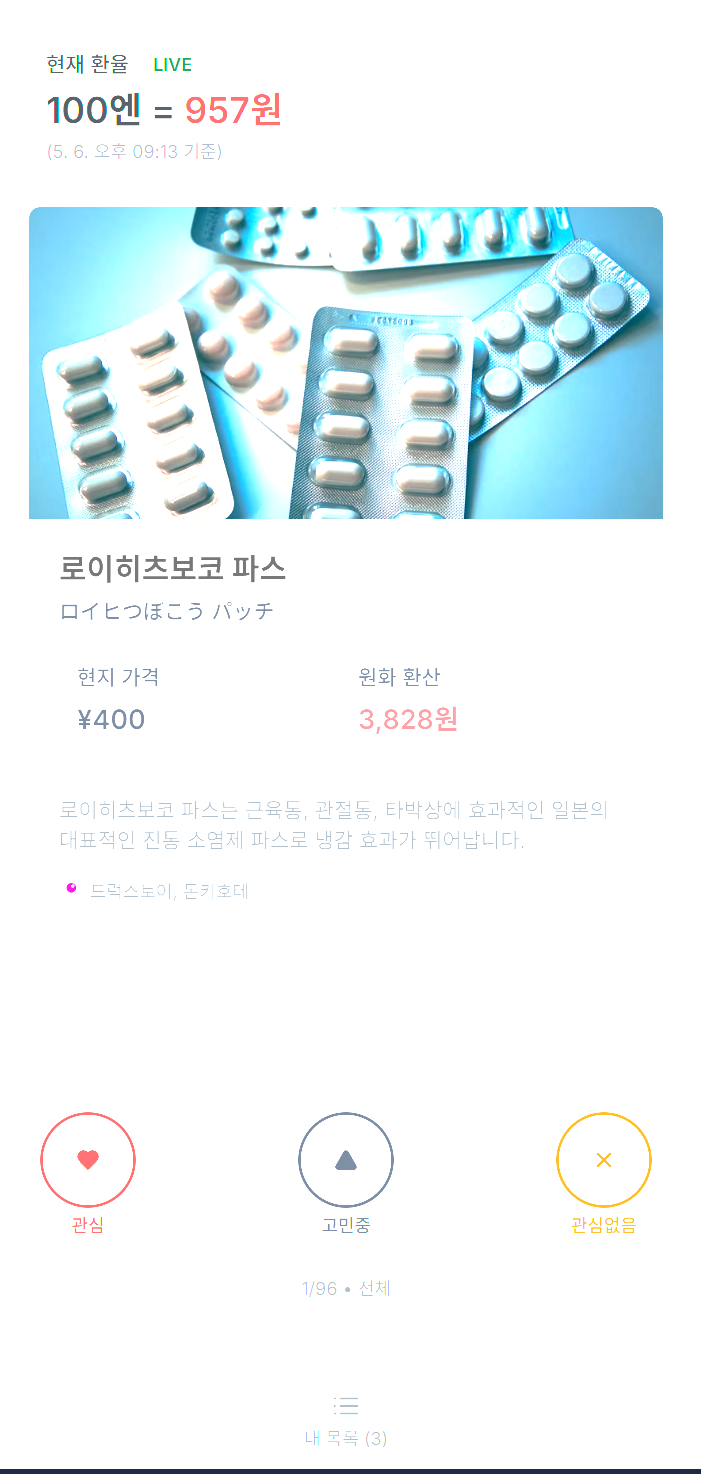 현재 환율 LIVE
100엔 = 957원
(5. 6. 오후 09:13 기준)
로이히츠보코 파스
ロイヒつぼこう パッチ
현지 가격
원화 환산
¥400
3,828원
로이히츠보코 파스는 근육통, 관절통, 타박상에 효과적인 일본의
대표적인 진통 소염제 파스로 냉감 효과가 뛰어납니다.
드럭스토어, 돈키호테
관심
고민중
관심없음
1/96 • 전체
내 목록 (3)